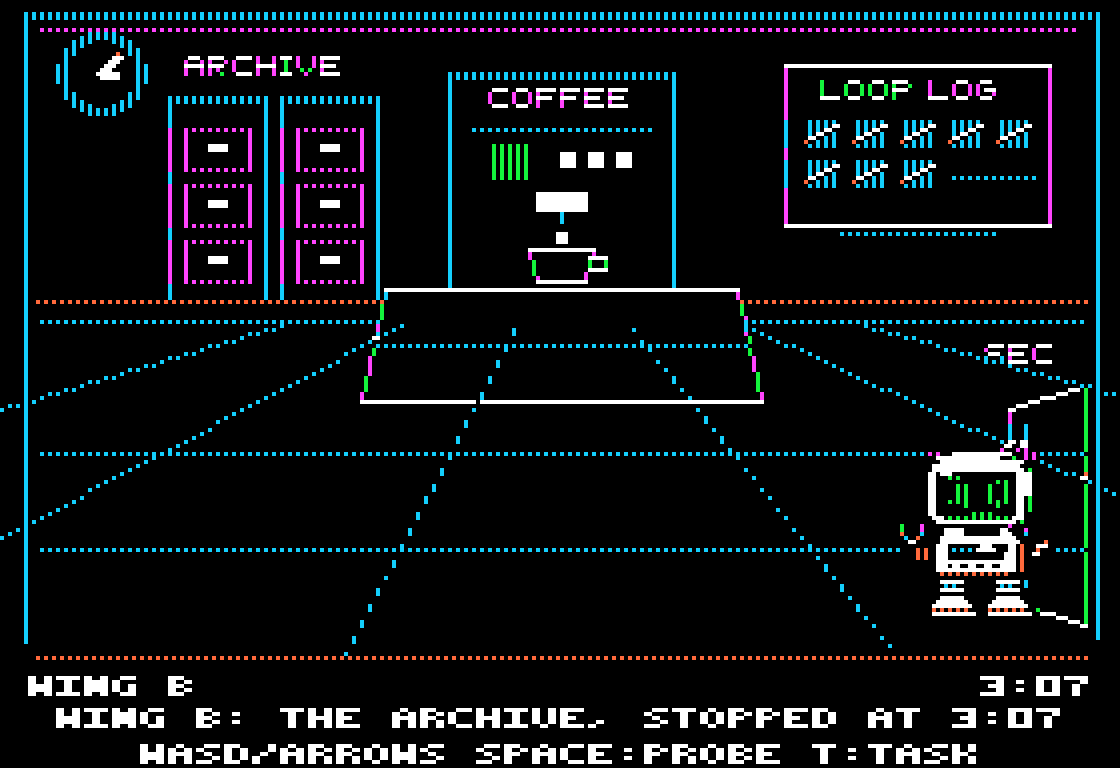 ARCHIVE
COFFEE
LOOP LOG
SEC
WING B 3:07
WING B: THE ARCHIVE, STOPPED AT 3:07
WASD/ARROWS SPACE:PROBE T:TASK